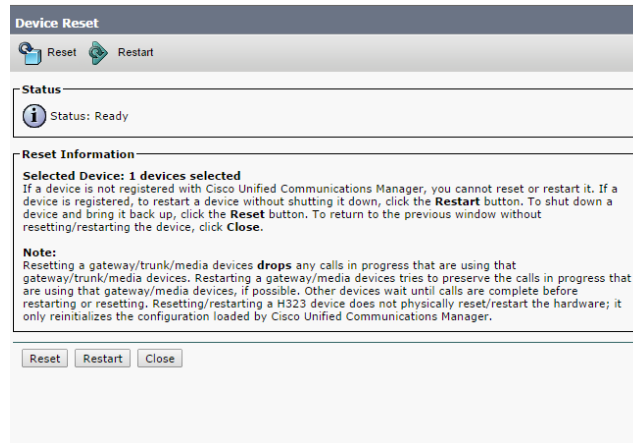 Device Reset
Reset Restart
Status
Status: Ready
Reset Information
Selected Device: 1 devices selected
If a device is not registered with Cisco Unified Communications Manager, you cannot reset or restart it. If a
device is registered, to restart a device without shutting it down, click the Restart button. To shut down a
device and bring it back up, click the Reset button. To return to the previous window without
resetting/restarting the device, click Close.
Note:
Resetting a gateway/trunk/media devices drops any calls in progress that are using that
gateway/trunk/media devices. Restarting a gateway/media devices tries to preserve the calls in progress that
are using that gateway/media devices, if possible. Other devices wait until calls are complete before
restarting or resetting. Resetting/restarting a H323 device does not physically reset/restart the hardware; it
only reinitializes the configuration loaded by Cisco Unified Communications Manager.
Reset Restart Close